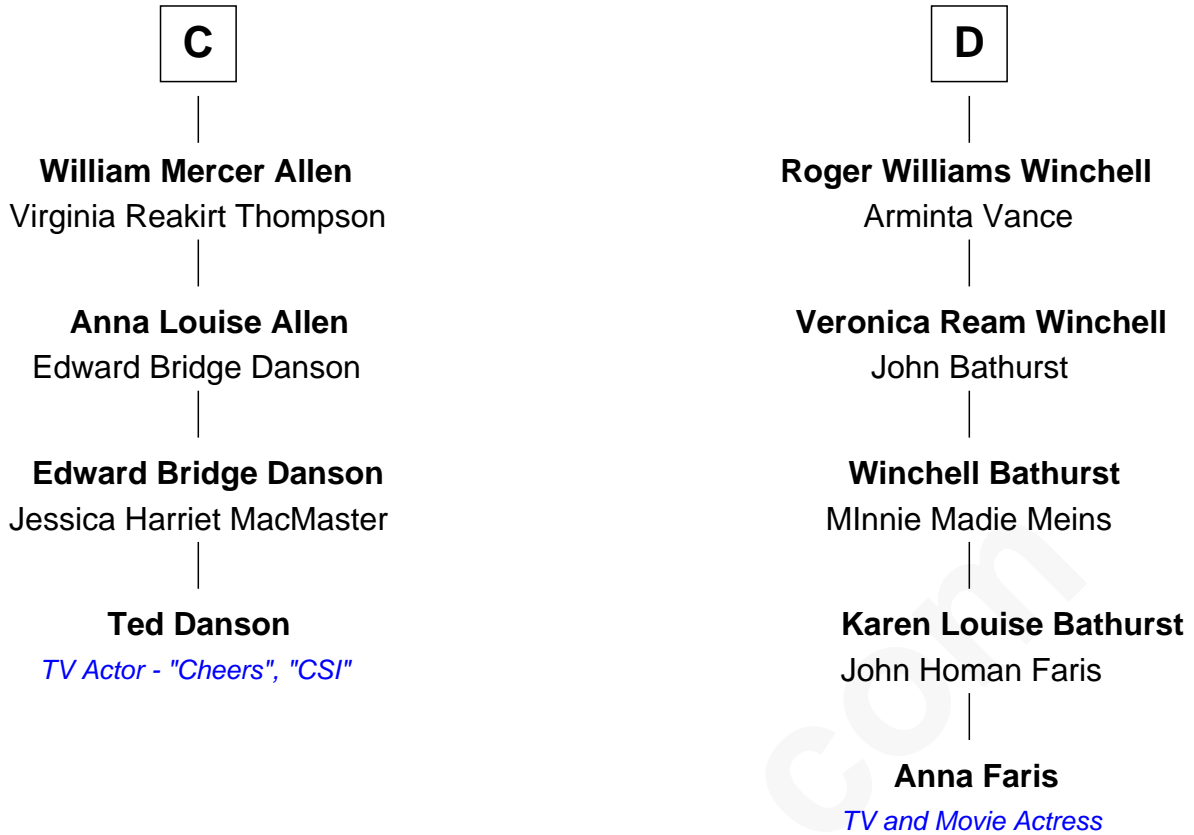 C
William Mercer Allen
Virginia Reakirt Thompson
Anna Louise Allen
Edward Bridge Danson
Edward Bridge Danson
Jessica Harriet MacMaster
Ted Danson
TV Actor - "Cheers", "CSI"
D
Roger Williams Winchell
Arminta Vance
Veronica Ream Winchell
John Bathurst
Winchell Bathurst
MInnie Madie Meins
Karen Louise Bathurst
John Homan Faris
Anna Faris
TV and Movie Actress
com